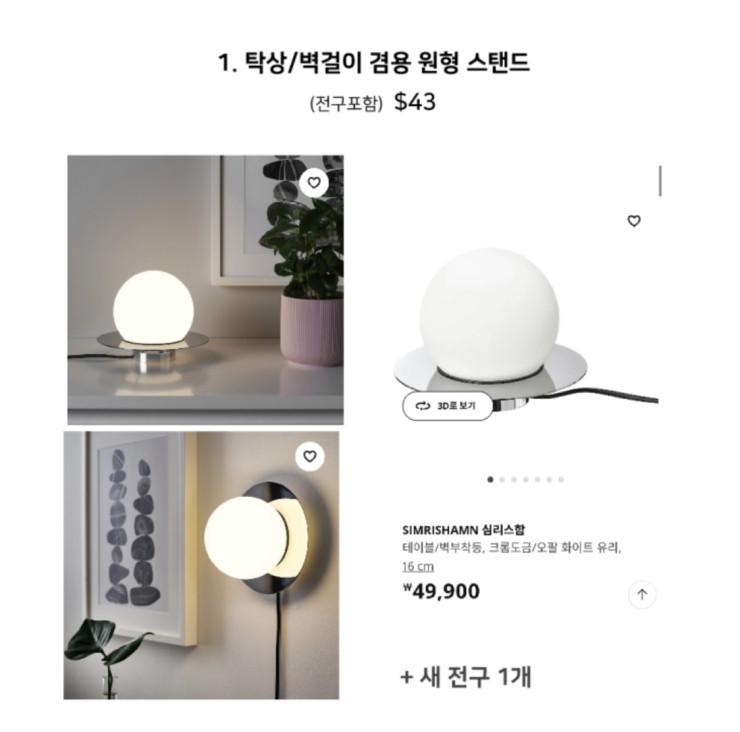 1. 탁상/벽걸이 겸용 원형 스탠드
(전구포함) $43
3D로 보기
SIMRISHAMN 심리스함
테이블/벽부착등, 크롬도금/오팔 화이트 유리,
16 cm
₩49,900
+ 새 전구 1개